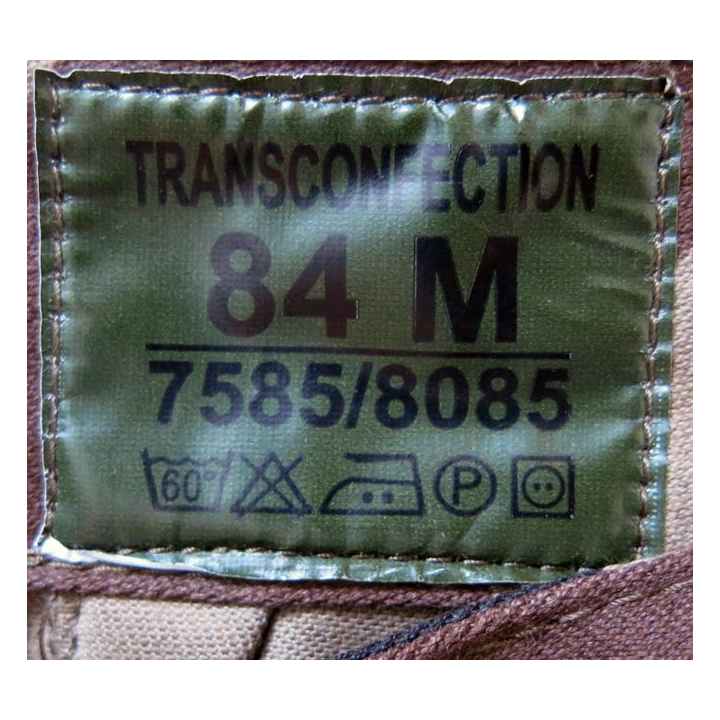 TRANSCONFECTION
84 M
7585/8085
60° P